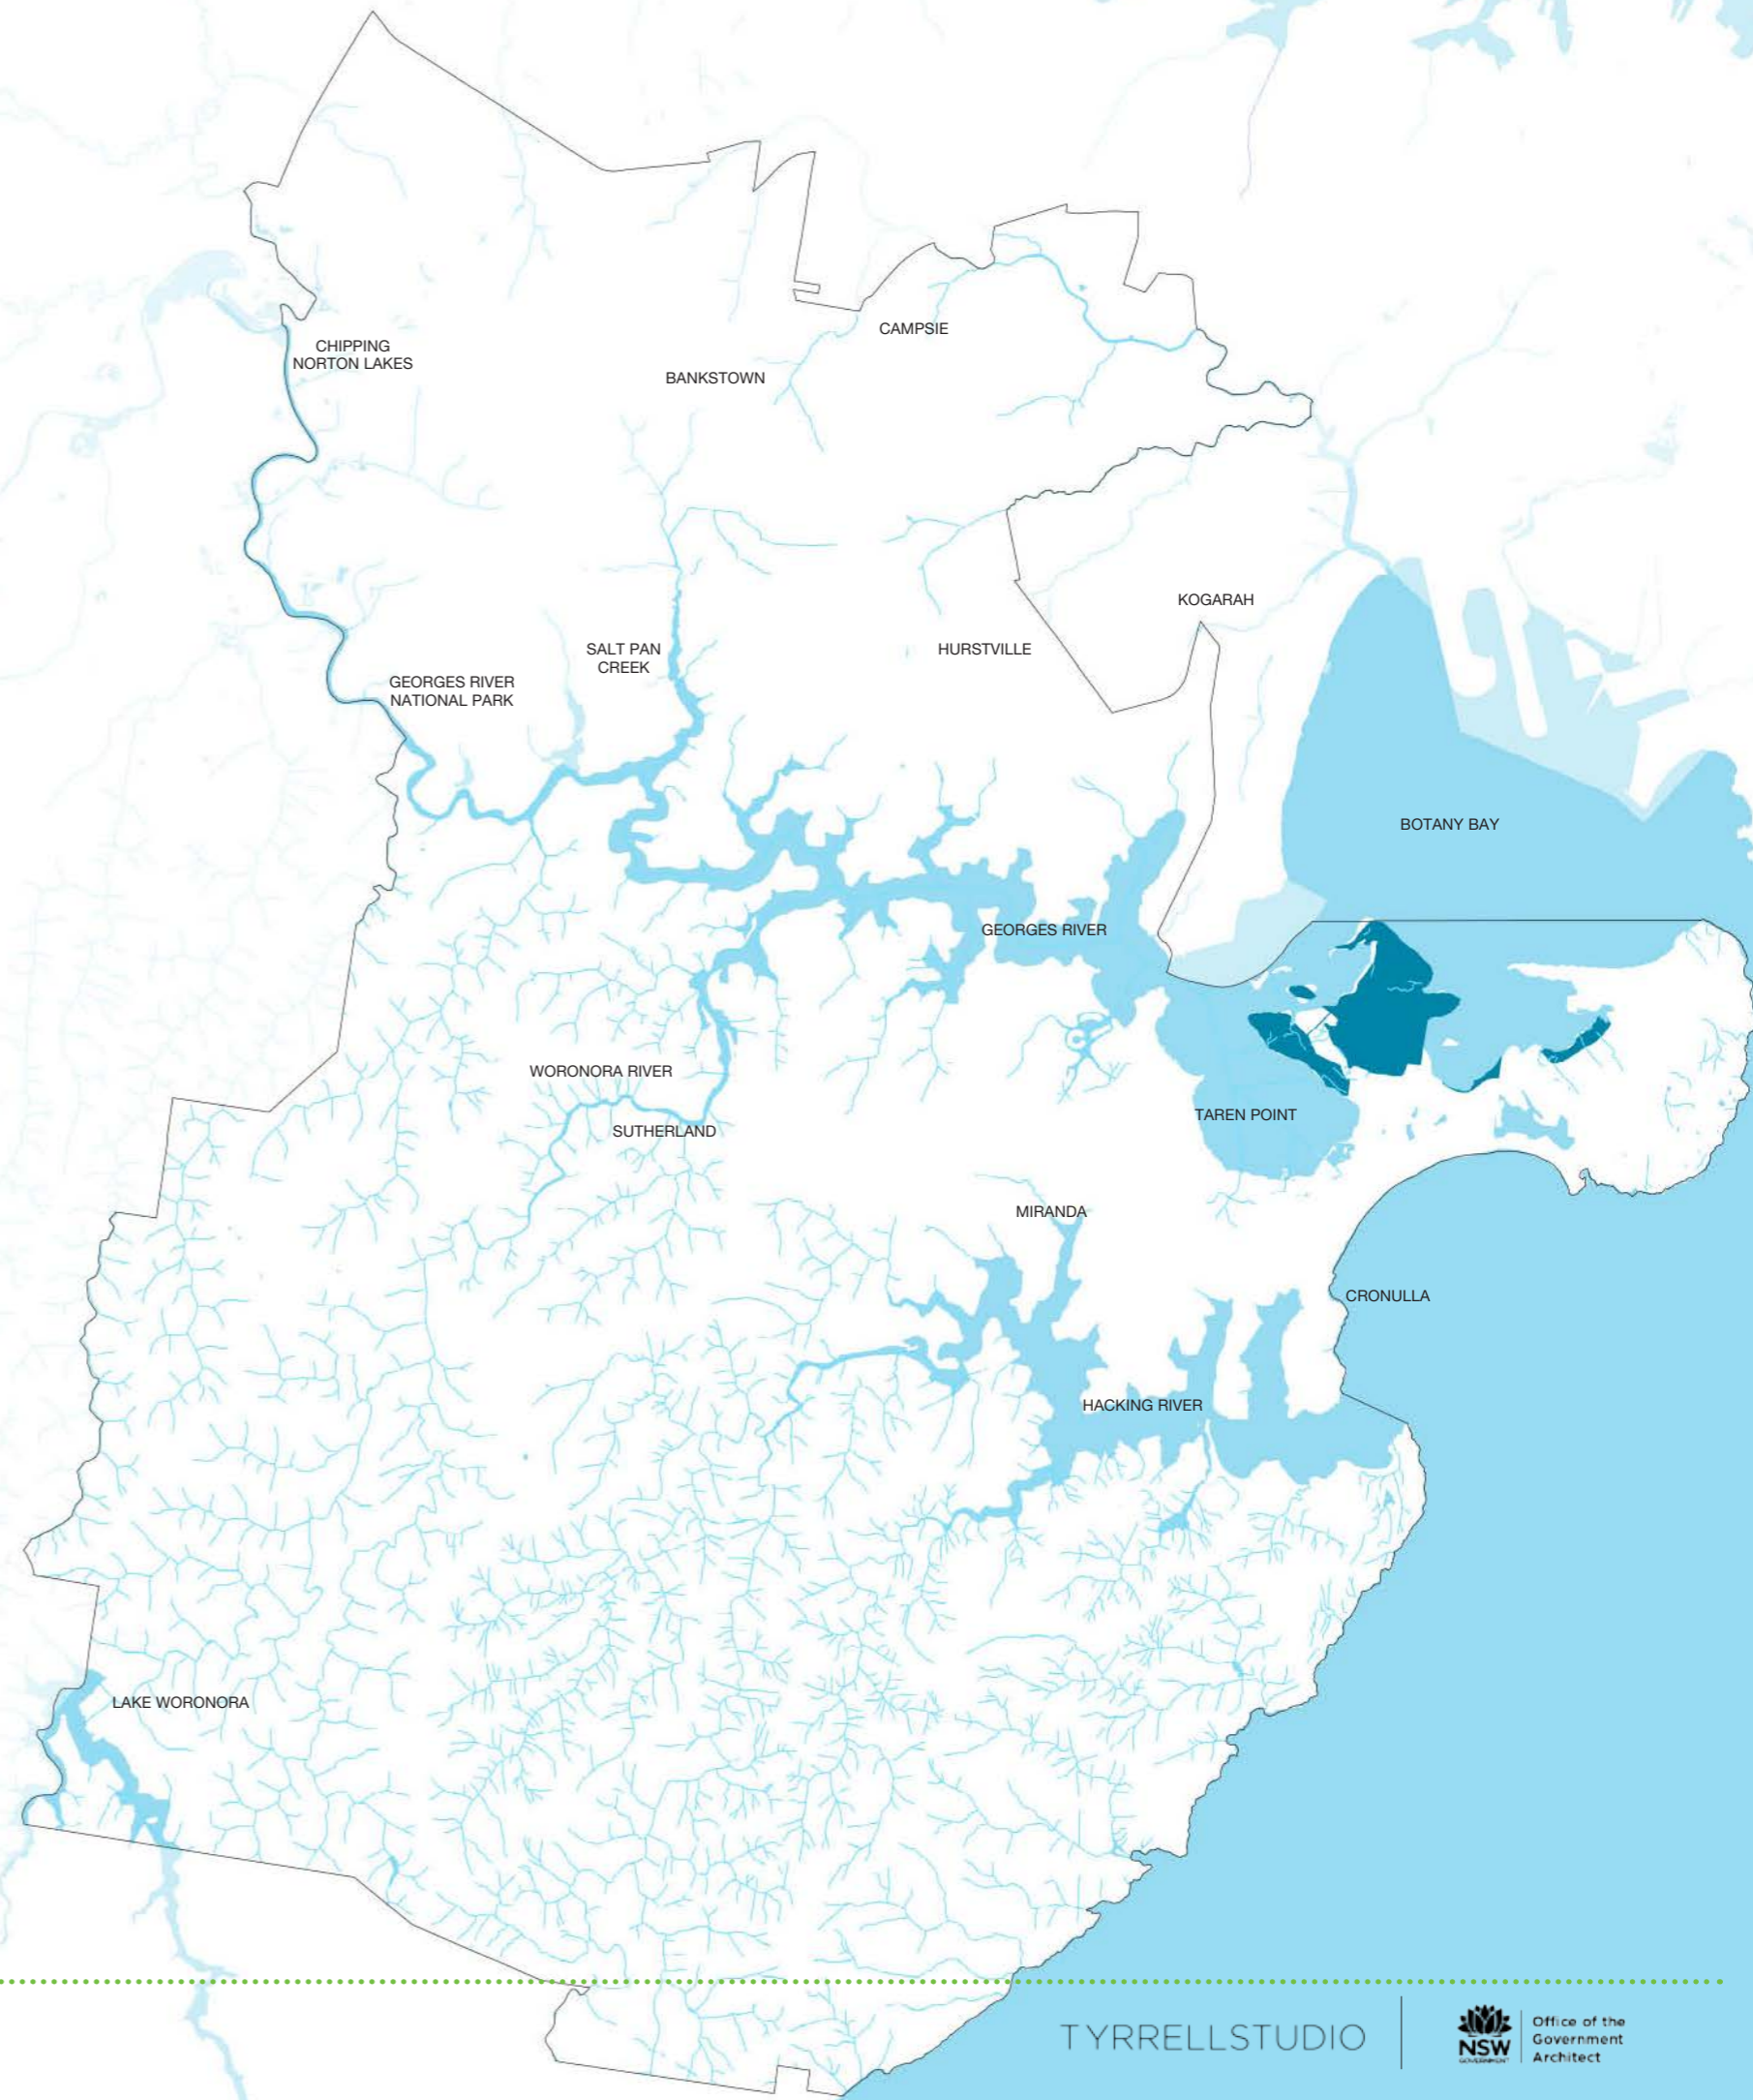 CAMPSIE
CHIPPING
NORTON LAKES
BANKSTOWN
KOGARAH
SALT PAN
CREEK
HURSTVILLE
GEORGES RIVER
NATIONAL PARK
BOTANY BAY
GEORGES RIVER
WORONORA RIVER
TAREN POINT
SUTHERLAND
MIRANDA
CRONULLA
HACKING RIVER
LAKE WORONORA
TYRRELLSTUDIO
NSW
GOVERNMENT
Office of the
Government
Architect